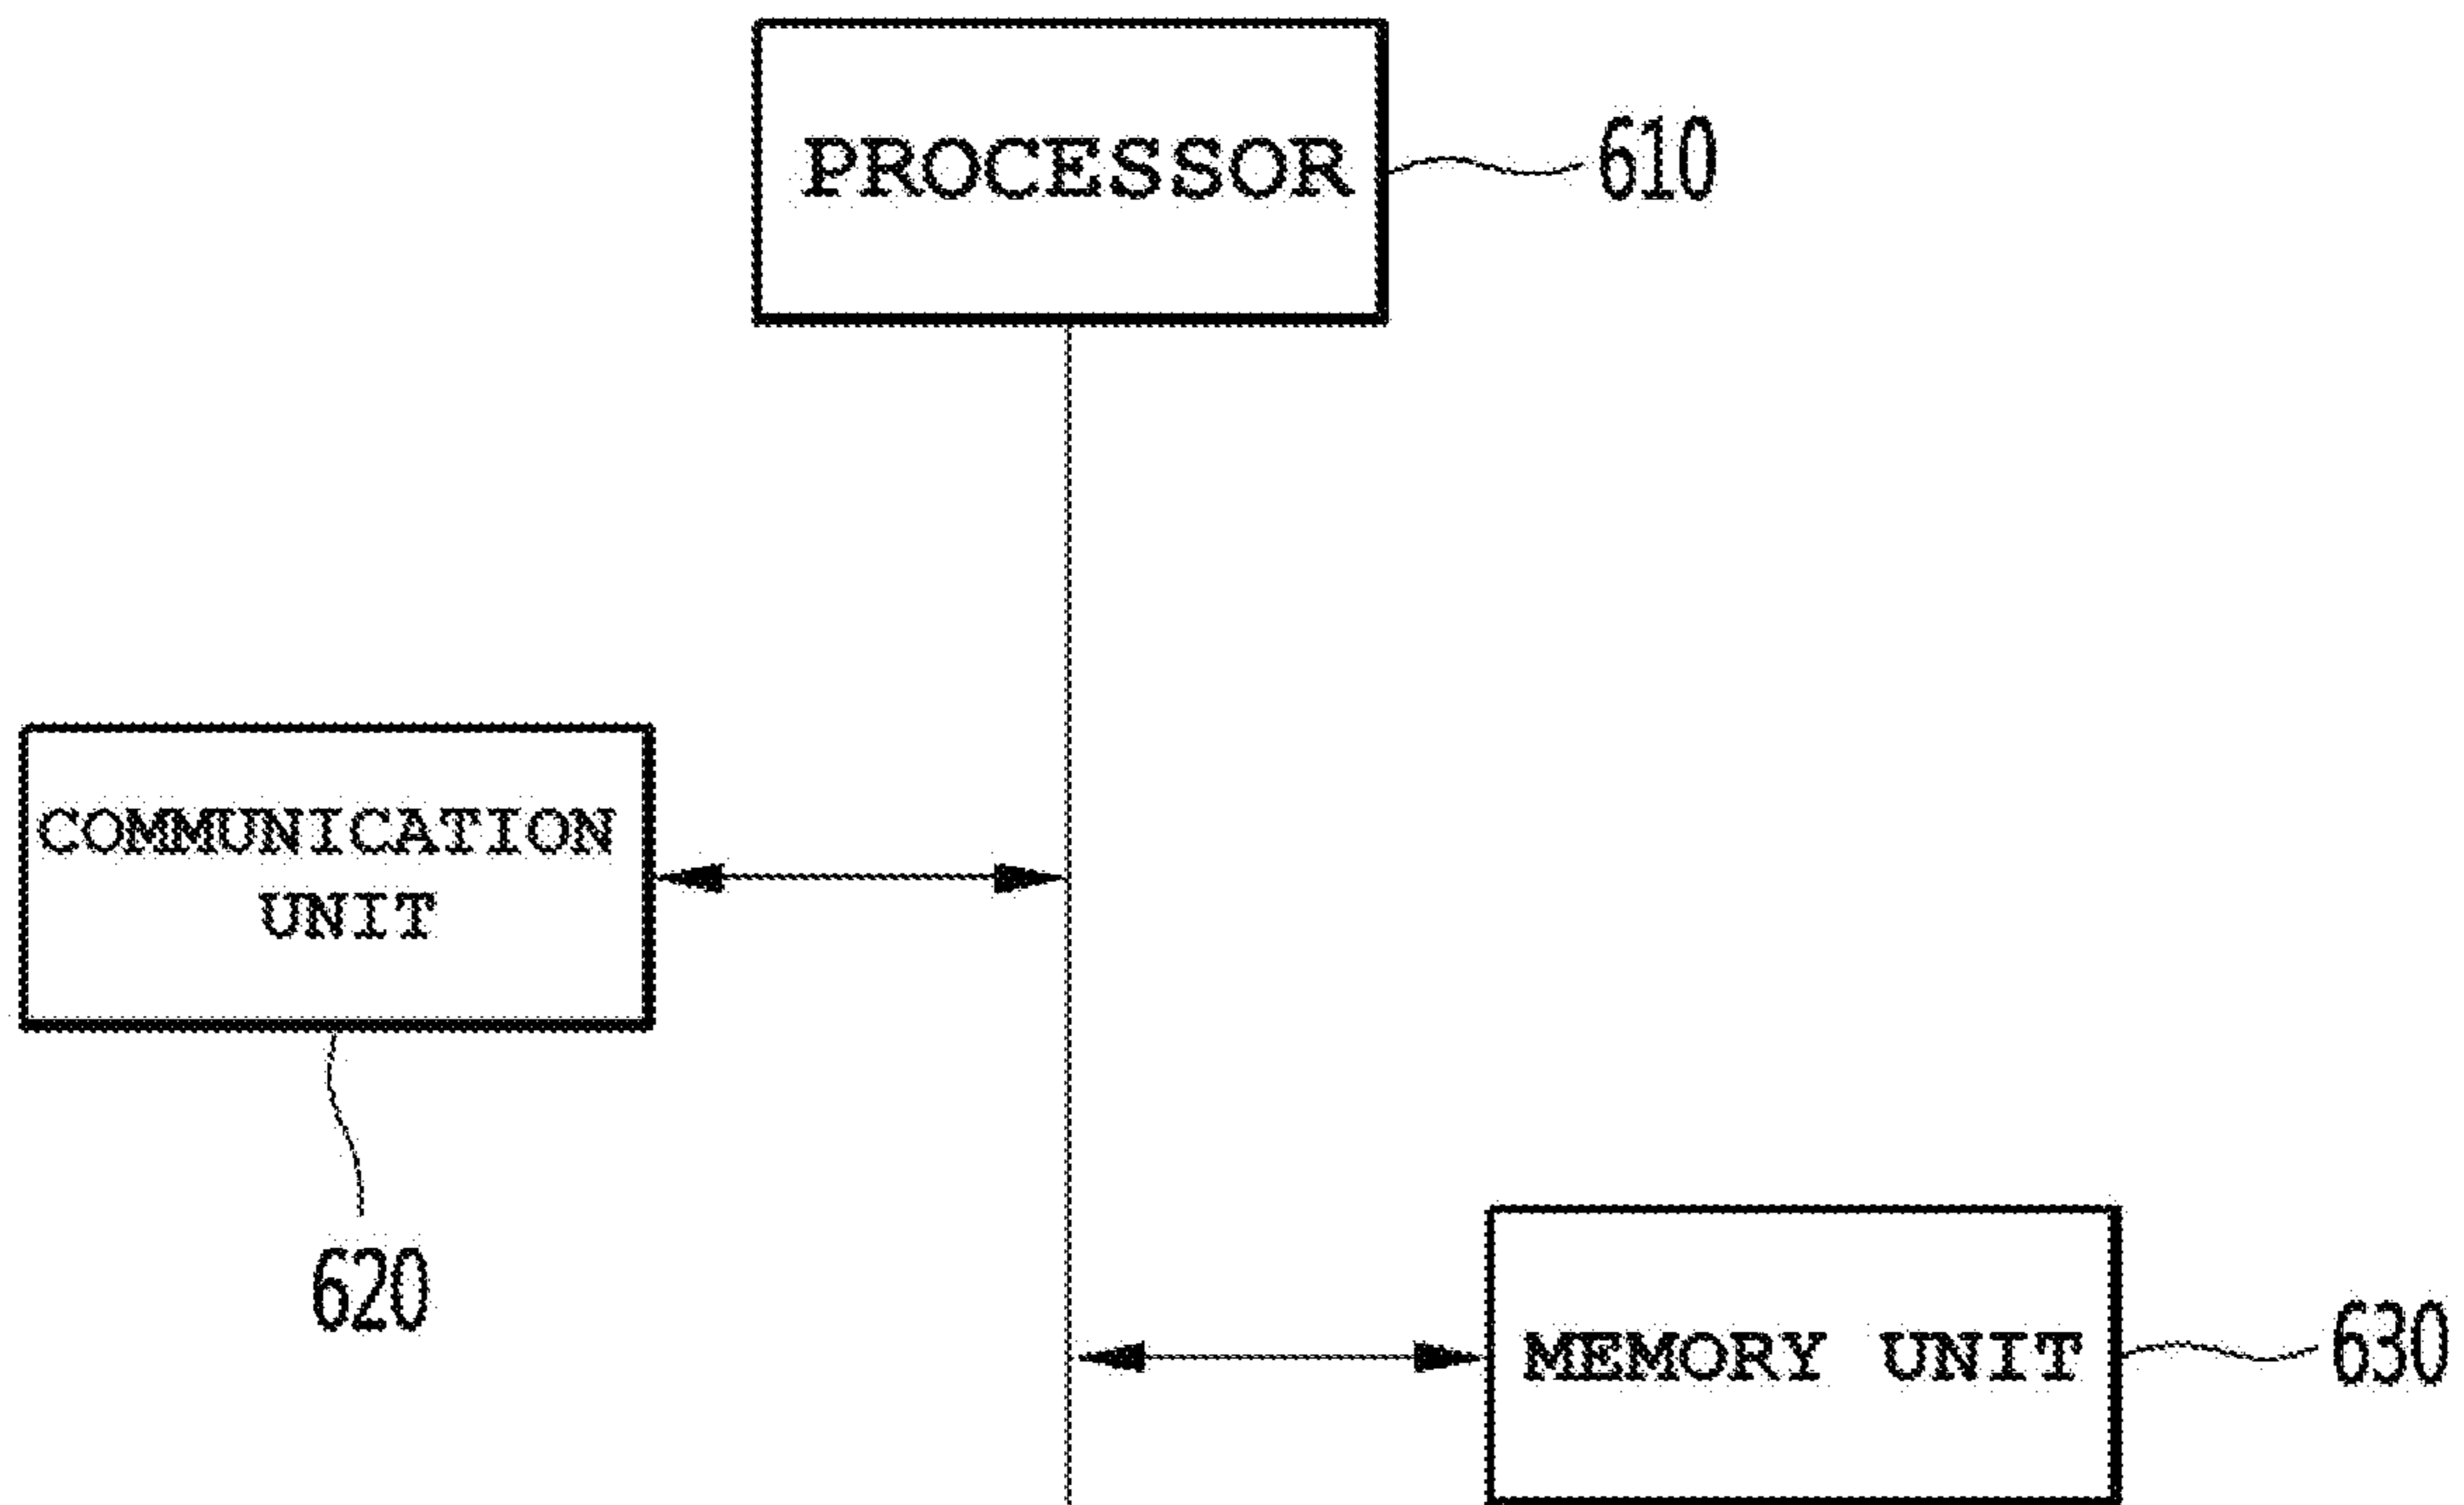 PROCESSOR
610
COMMUNICATION
UNIT
620
MEMORY UNIT
630